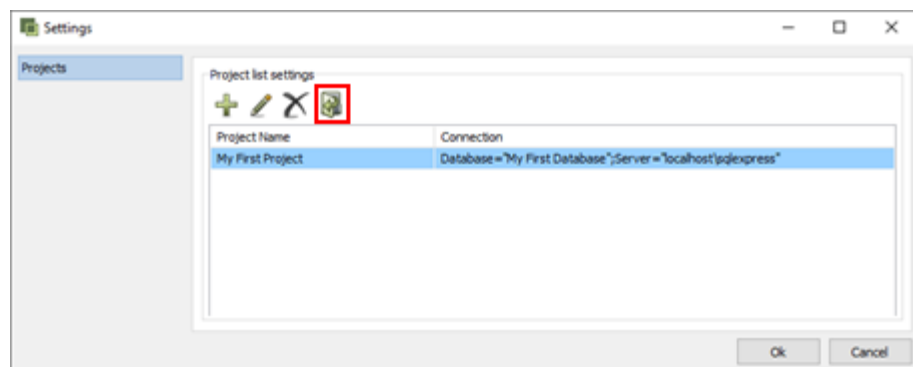 Settings
Projects
Project list settings
Project Name Connection
My First Project Database="My First Database";Server="localhost\sqlexpress"
Ok Cancel